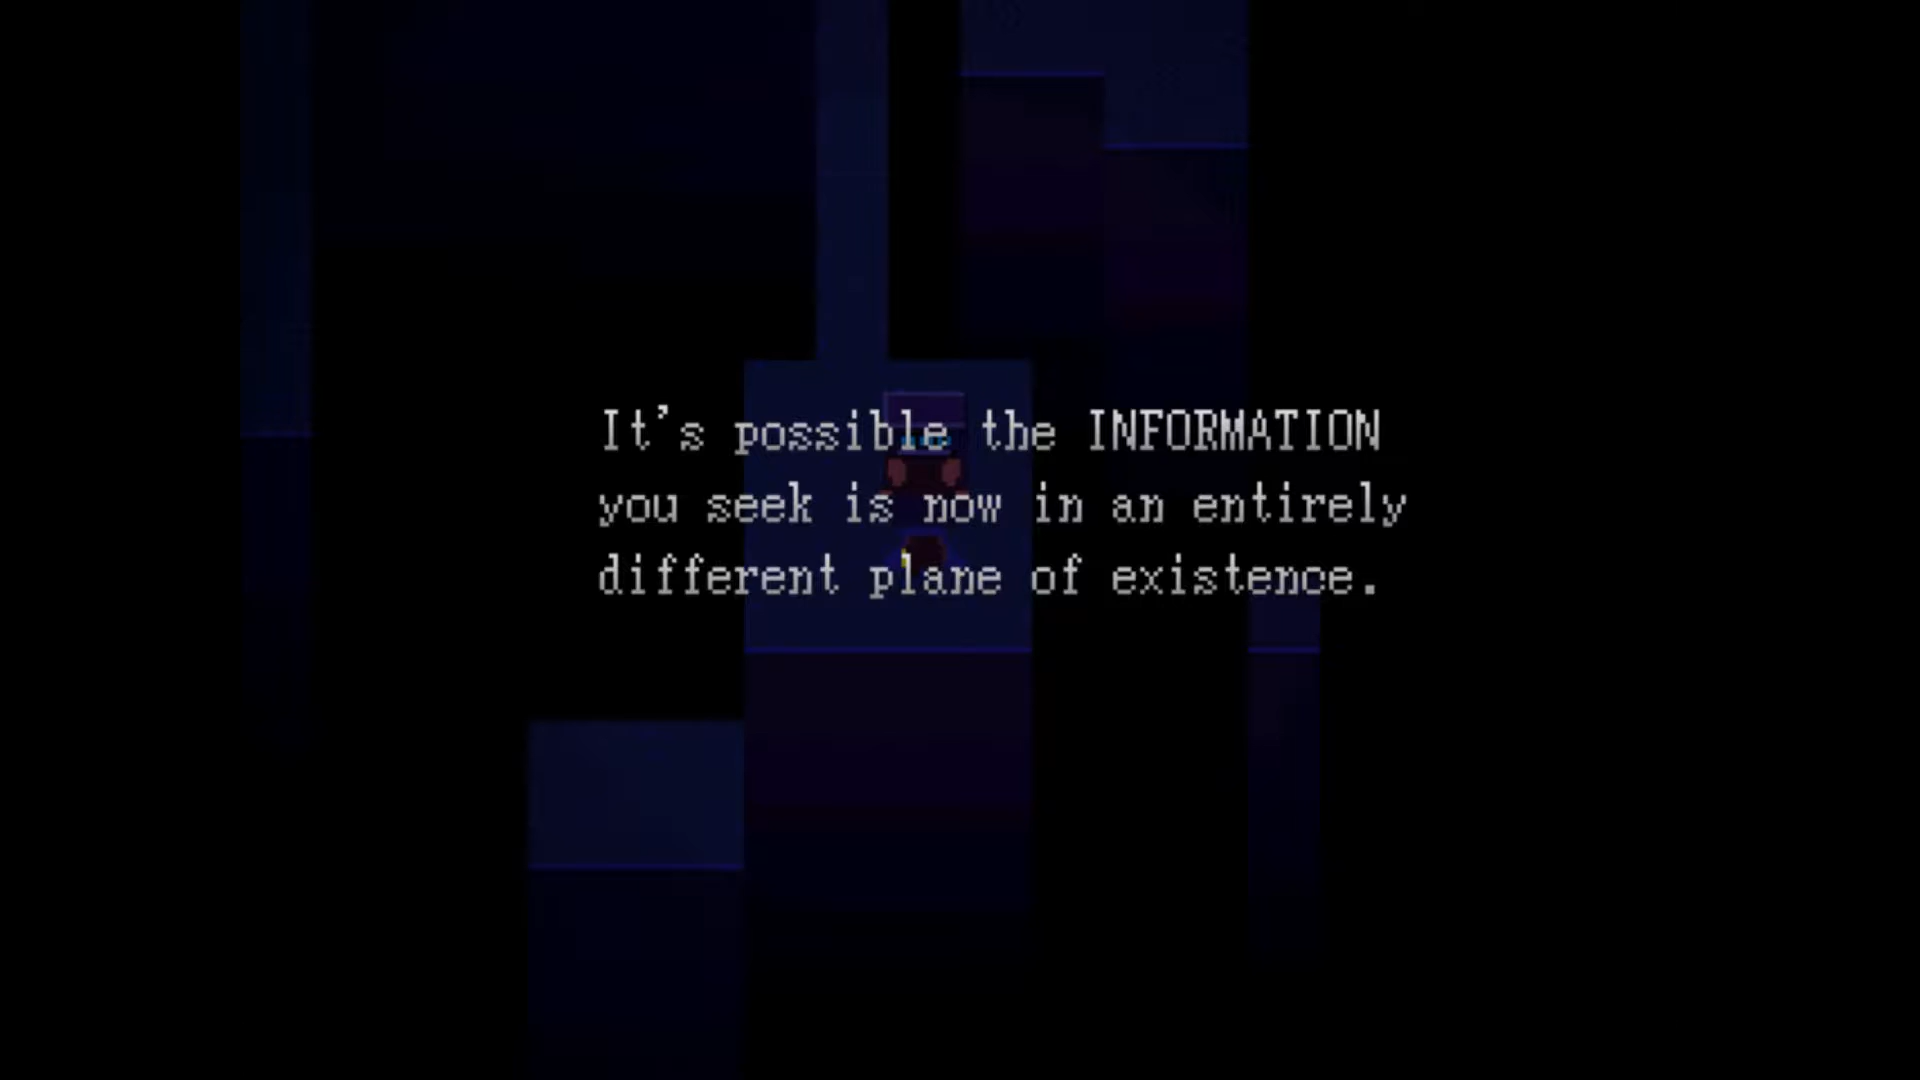 It's possible the INFORMATION
you seek is now in an entirely
different plane of existence.